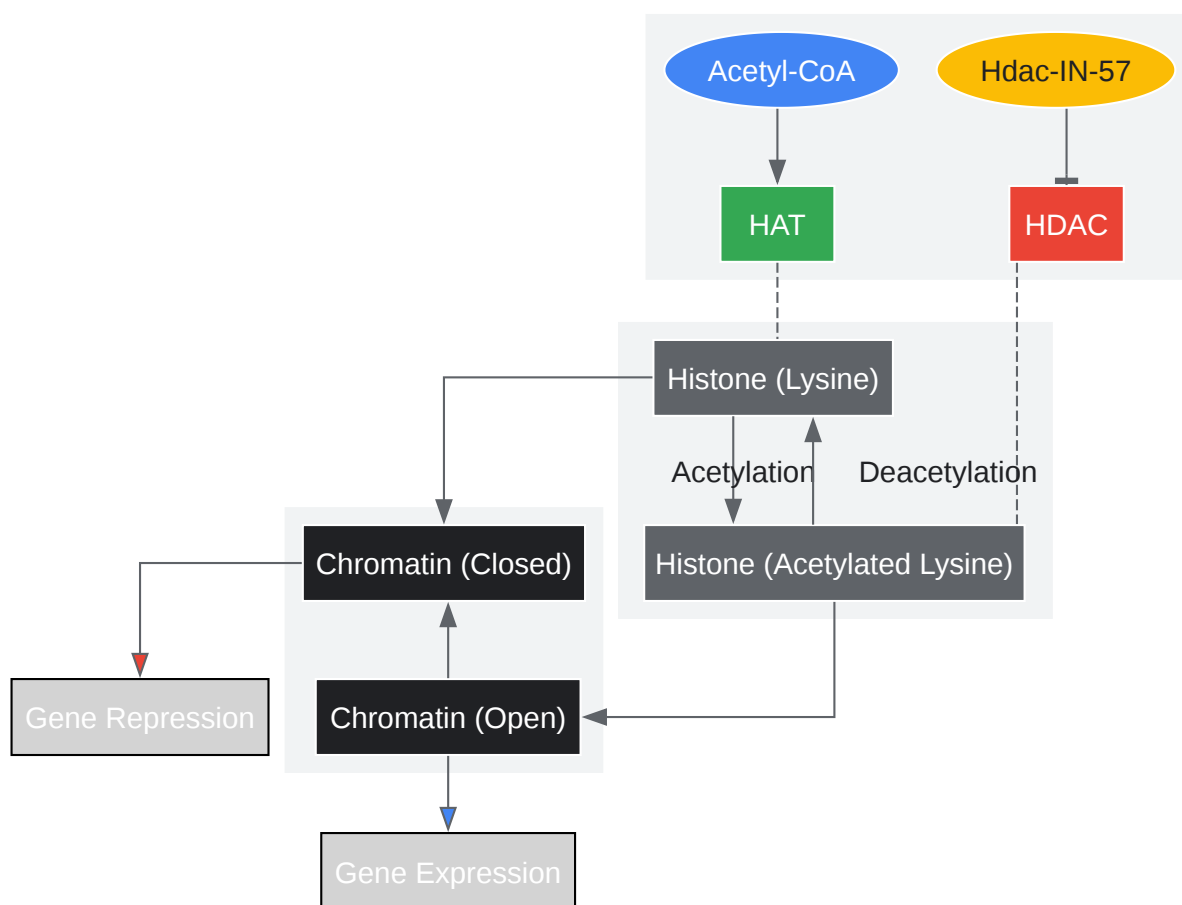 Acetyl-CoA
Hdac-IN-57
HAT
HDAC
Histone (Lysine)
Acetylation
Deacetylation
Chromatin (Closed)
Histone (Acetylated Lysine)
Gene Repression
Chromatin (Open)
Gene Expression